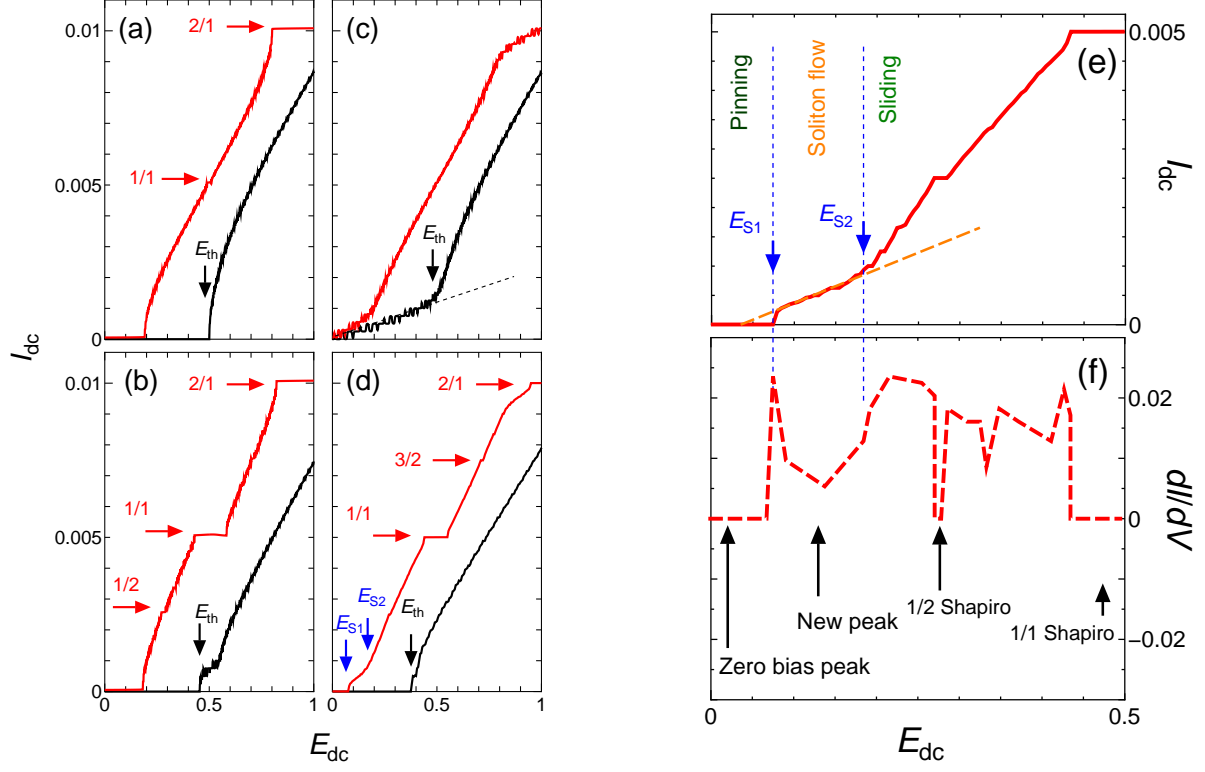 (a)
2/1
1/1
E_th
0.01
0.005
0
(c)
E_th
I_dc
(b)
2/1
1/1
1/2
E_th
0.01
0.005
0
0
0.5
1
(d)
2/1
3/2
1/1
E_S2
E_S1
E_th
0
0.5
1
E_dc
(e)
Pinning
Soliton flow
Sliding
E_S1
E_S2
0.005
0
I_dc
(f)
0.02
0
−0.02
dI/dV
1/2 Shapiro
New peak
1/1 Shapiro
Zero bias peak
0
0.5
E_dc